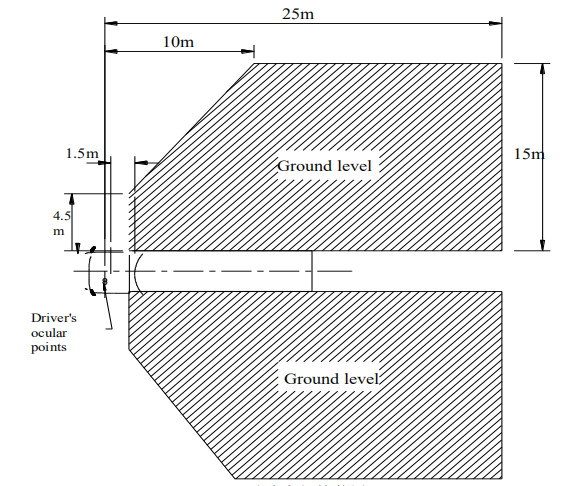 25m
10m
1.5m
Ground level
15m
4.5
m
Driver's
ocular
points
Ground level